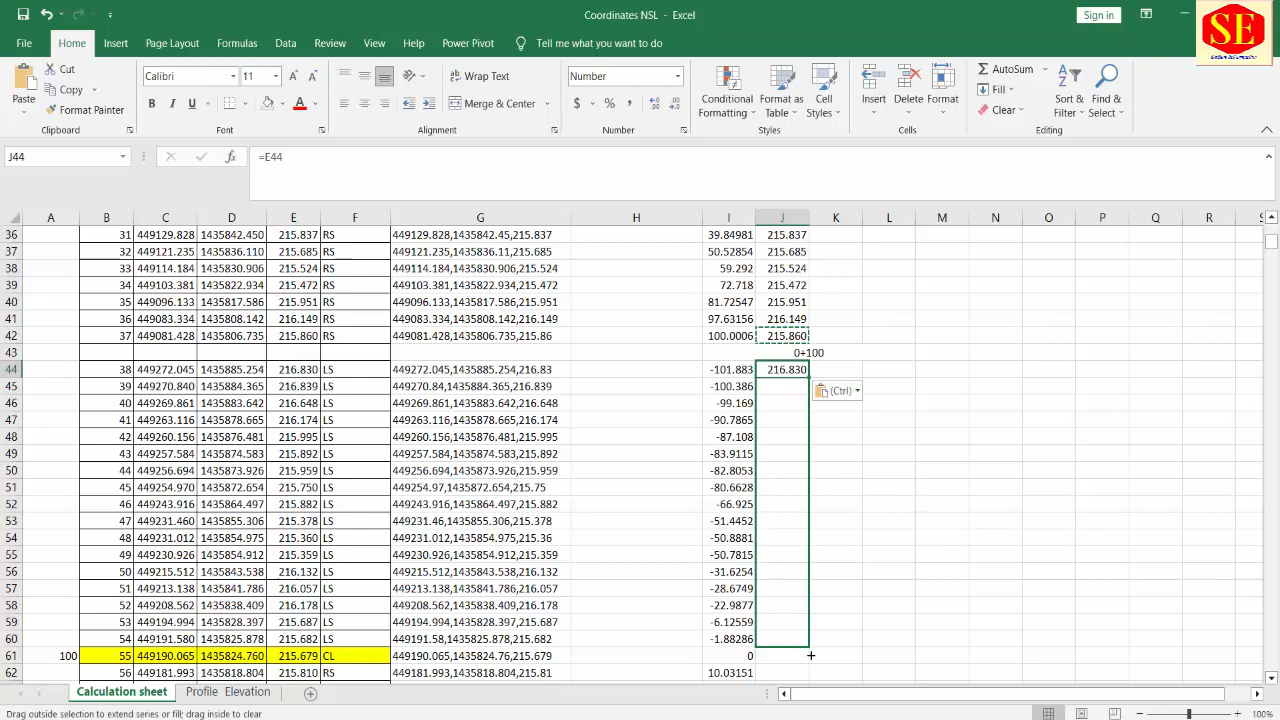 Coordinates NSL - Excel
Sign in
SE
File Home Insert Page Layout Formulas Data Review View Help Power Pivot Tell me what you want to do
Paste Cut Copy Format Painter Clipboard
Calibri 11 A A B I U A Font
Wrap Text Merge & Center Alignment
Number $ % , Number
Conditional Formatting Format as Table Cell Styles Styles
Insert Delete Format Cells
AutoSum Fill Clear Sort & Filter Find & Select Editing
J44 fx =E44
A B C D E F G H I J K L M N O P Q R S
36 31 449129.828 1435842.450 215.837 RS 449129.828,1435842.45,215.837 39.84981 215.837
37 32 449121.235 1435836.110 215.685 RS 449121.235,1435836.11,215.685 50.52854 215.685
38 33 449114.184 1435830.906 215.524 RS 449114.184,1435830.906,215.524 59.292 215.524
39 34 449103.381 1435822.934 215.472 RS 449103.381,1435822.934,215.472 72.718 215.472
40 35 449096.133 1435817.586 215.951 RS 449096.133,1435817.586,215.951 81.72547 215.951
41 36 449083.334 1435808.142 216.149 RS 449083.334,1435808.142,216.149 97.63156 216.149
42 37 449081.428 1435806.735 215.860 RS 449081.428,1435806.735,215.86 100.0006 215.860
43 0+100
44 38 449272.045 1435885.254 216.830 LS 449272.045,1435885.254,216.83 -101.883 216.830
45 39 449270.840 1435884.365 216.839 LS 449270.84,1435884.365,216.839 -100.386
46 40 449269.861 1435883.642 216.648 LS 449269.861,1435883.642,216.648 -99.169
47 41 449263.116 1435878.665 216.174 LS 449263.116,1435878.665,216.174 -90.7865
48 42 449260.156 1435876.481 215.995 LS 449260.156,1435876.481,215.995 -87.108
49 43 449257.584 1435874.583 215.892 LS 449257.584,1435874.583,215.892 -83.9115
50 44 449256.694 1435873.926 215.959 LS 449256.694,1435873.926,215.959 -82.8053
51 45 449254.970 1435872.654 215.750 LS 449254.97,1435872.654,215.75 -80.6628
52 46 449243.916 1435864.497 215.882 LS 449243.916,1435864.497,215.882 -66.925
53 47 449231.460 1435855.306 215.378 LS 449231.46,1435855.306,215.378 -51.4452
54 48 449231.012 1435854.975 215.360 LS 449231.012,1435854.975,215.36 -50.8881
55 49 449230.926 1435854.912 215.359 LS 449230.926,1435854.912,215.359 -50.7815
56 50 449215.512 1435843.538 216.132 LS 449215.512,1435843.538,216.132 -31.6254
57 51 449213.138 1435841.786 216.057 LS 449213.138,1435841.786,216.057 -28.6749
58 52 449208.562 1435838.409 216.178 LS 449208.562,1435838.409,216.178 -22.9877
59 53 449194.994 1435828.397 215.687 LS 449194.994,1435828.397,215.687 -6.12559
60 54 449191.580 1435825.878 215.682 LS 449191.58,1435825.878,215.682 -1.88286
61 100 55 449190.065 1435824.760 215.679 CL 449190.065,1435824.76,215.679 0
62 56 449181.993 1435818.804 215.810 RS 449181.993,1435818.804,215.81 10.03151
(Ctrl)
Calculation sheet Profile Elevation
Drag outside selection to extend series or fill; drag inside to clear 100%